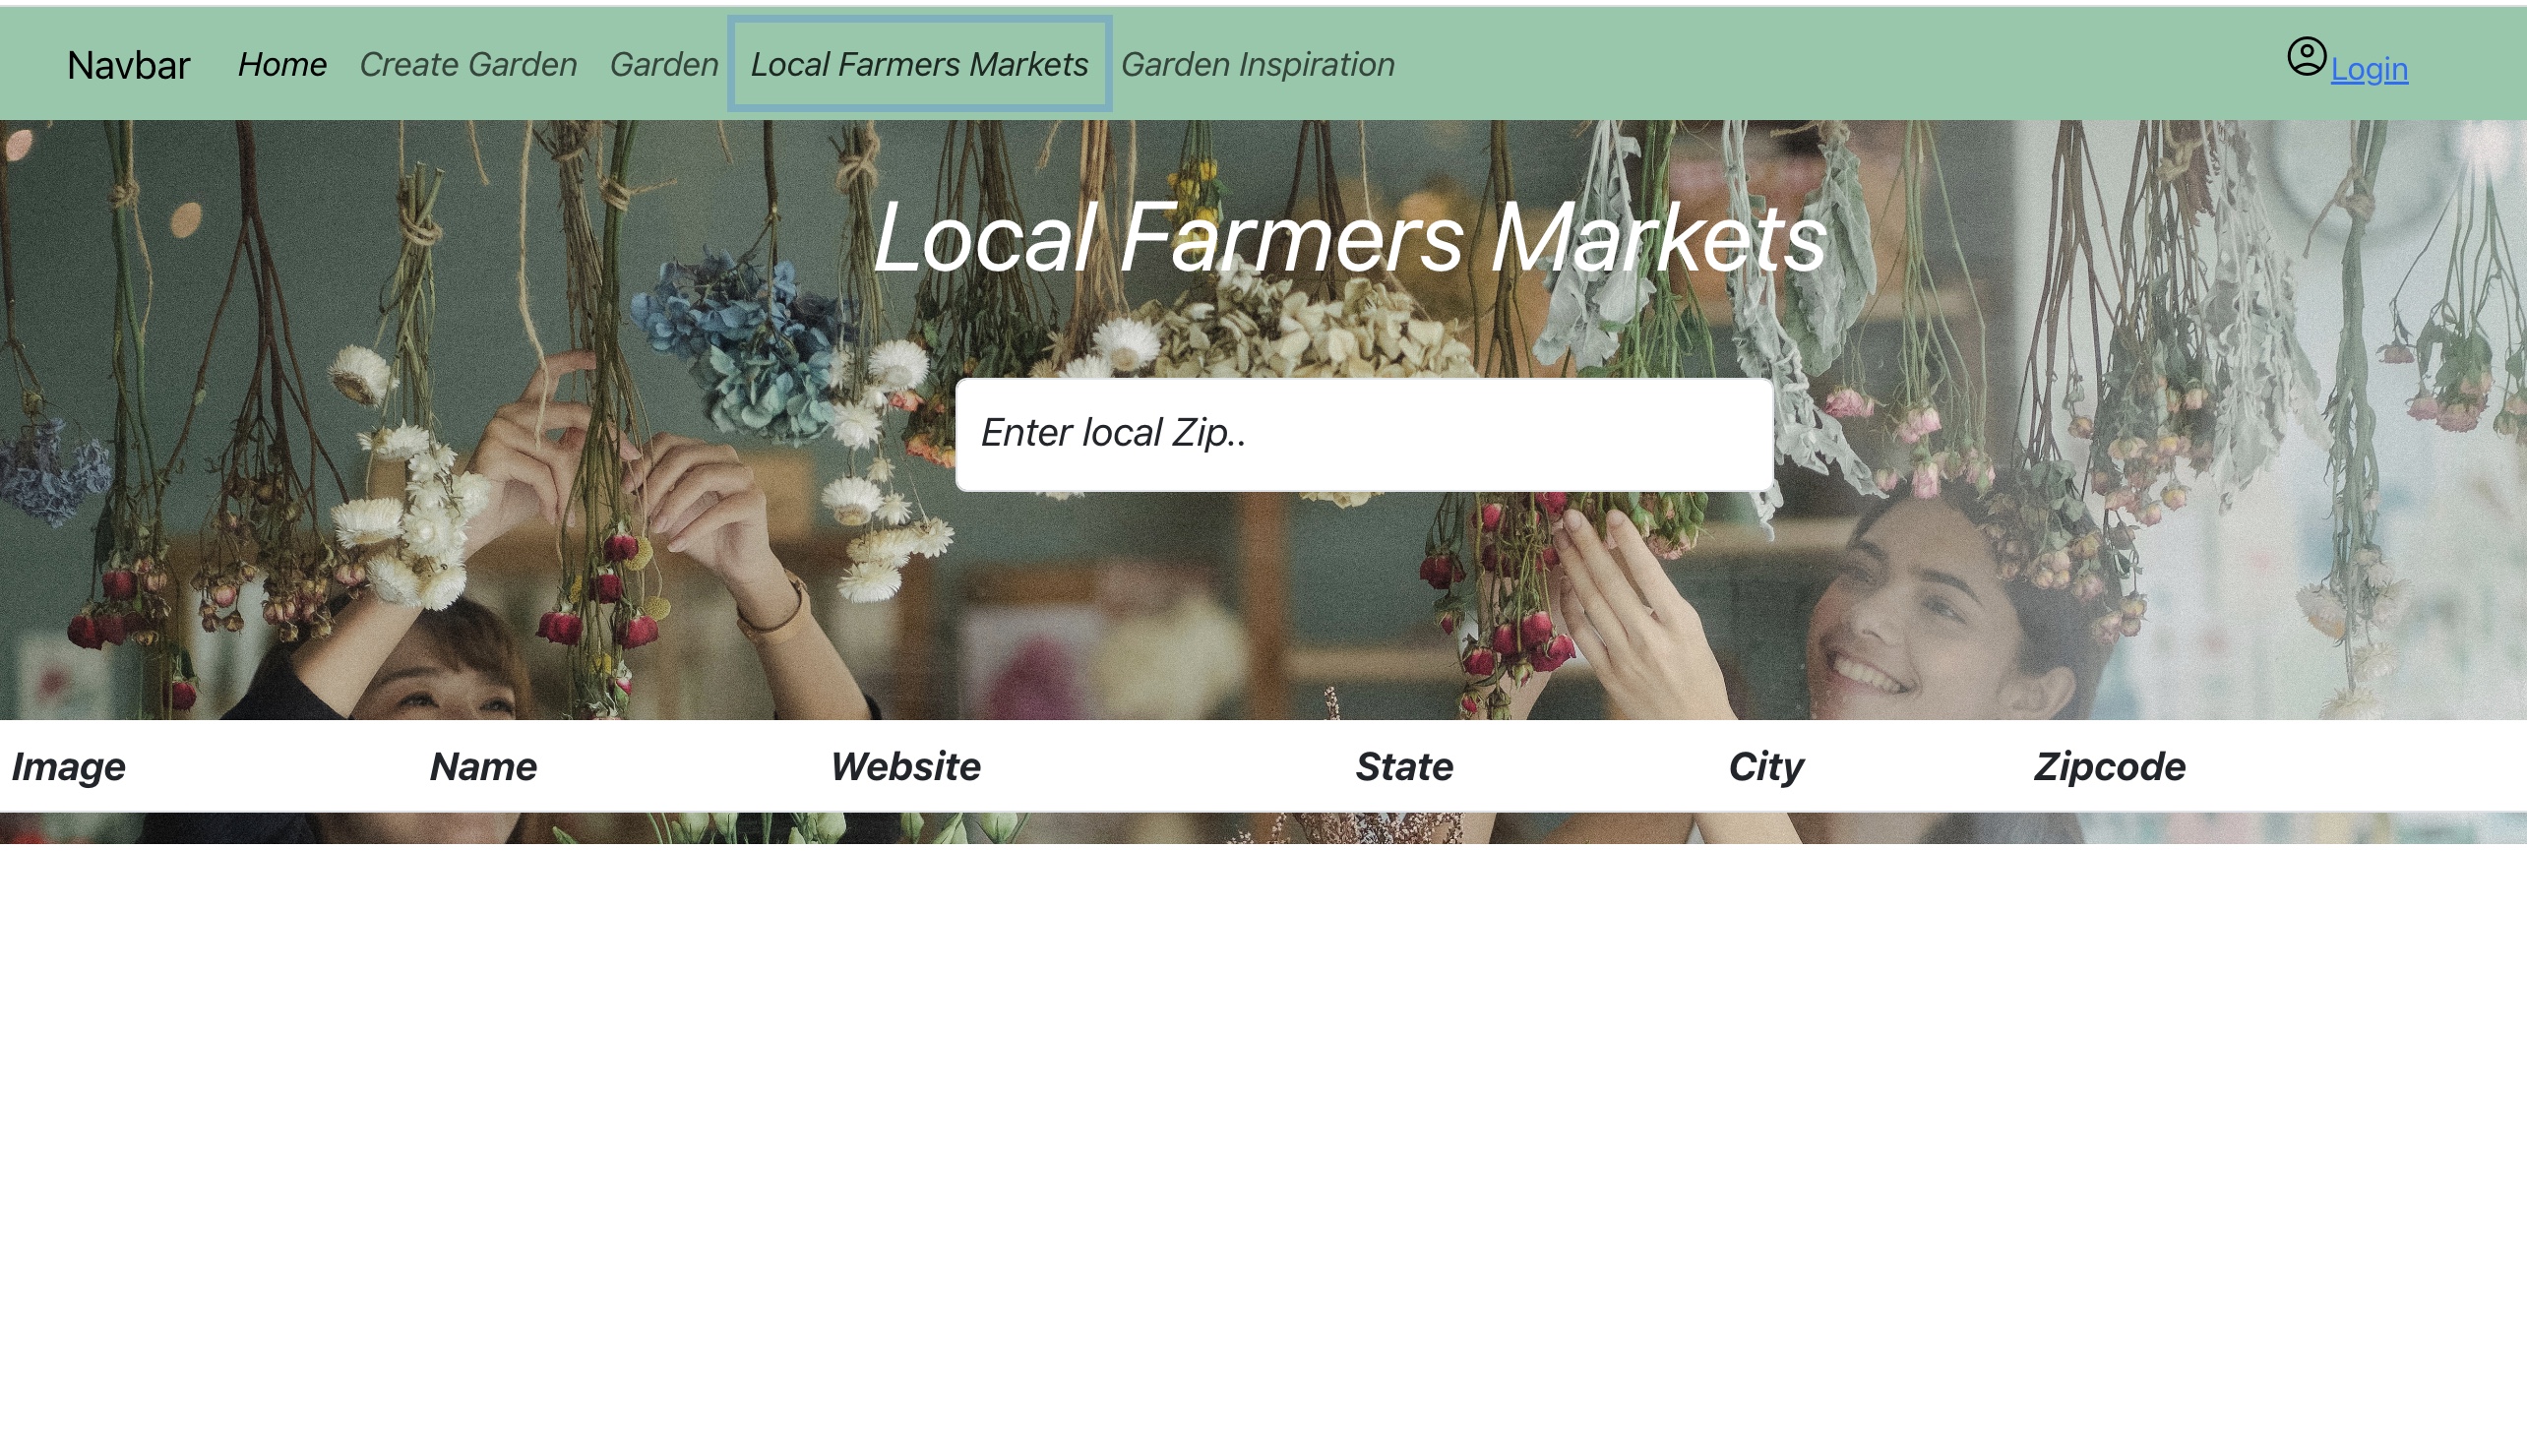 Navbar Home Create Garden Garden Local Farmers Markets Garden Inspiration Login
Local Farmers Markets
Enter local Zip..
Image Name Website State City Zipcode